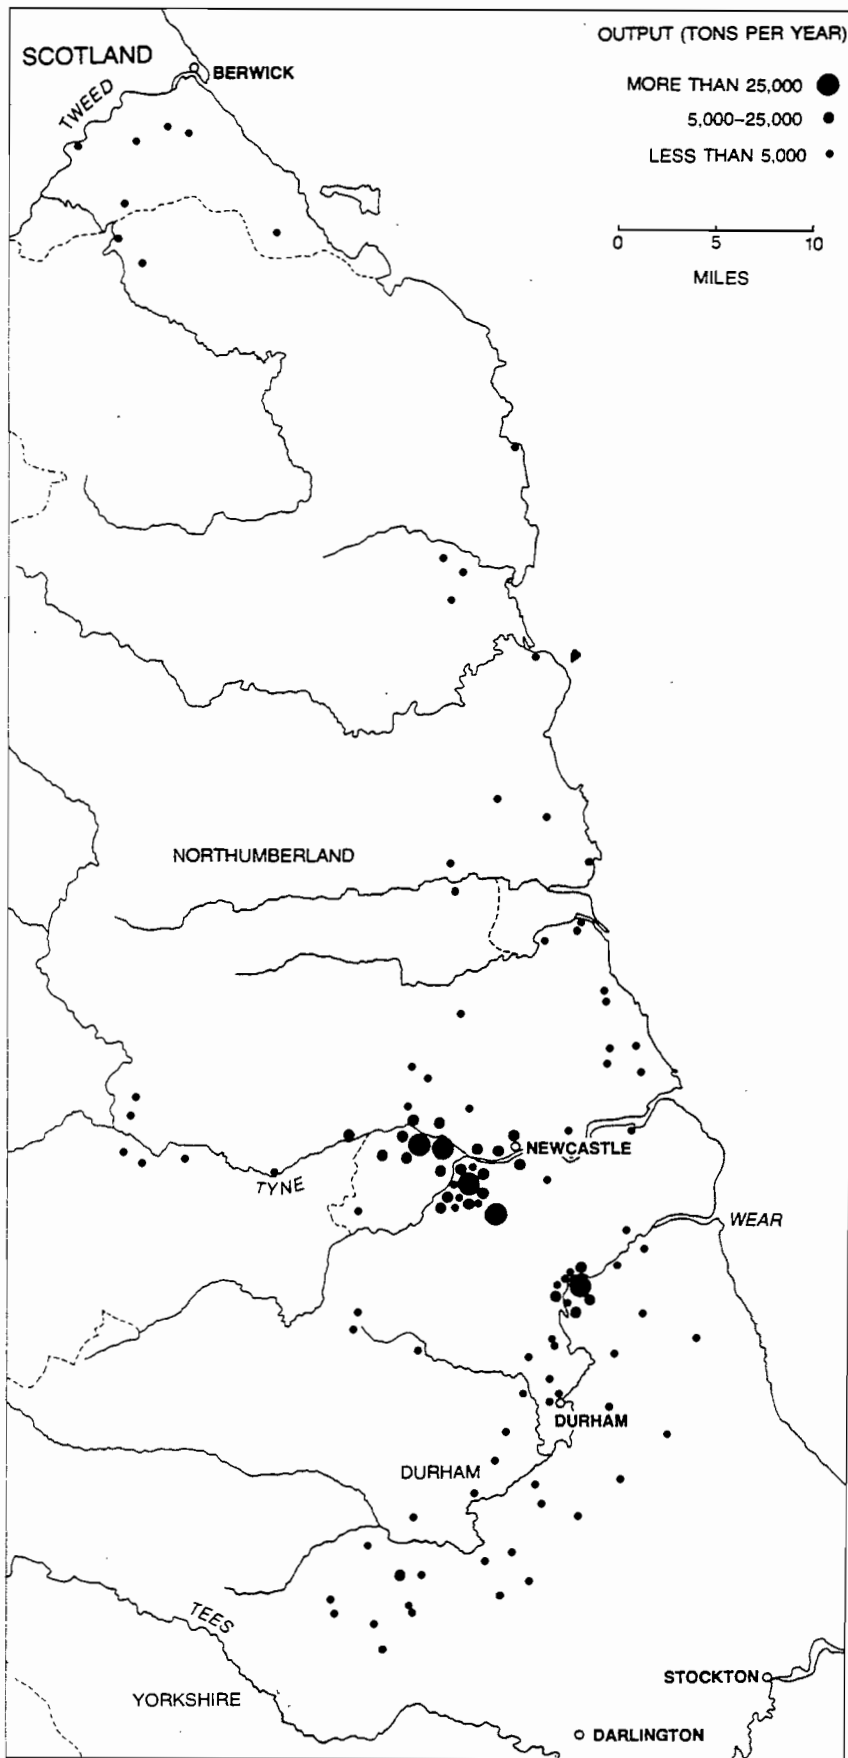 OUTPUT (TONS PER YEAR)
SCOTLAND
BERWICK
MORE THAN 25,000
TWEED
5,000–25,000
LESS THAN 5,000
0 5 10
MILES
NORTHUMBERLAND
NEWCASTLE
TYNE
WEAR
DURHAM
DURHAM
TEES
STOCKTON
YORKSHIRE
DARLINGTON